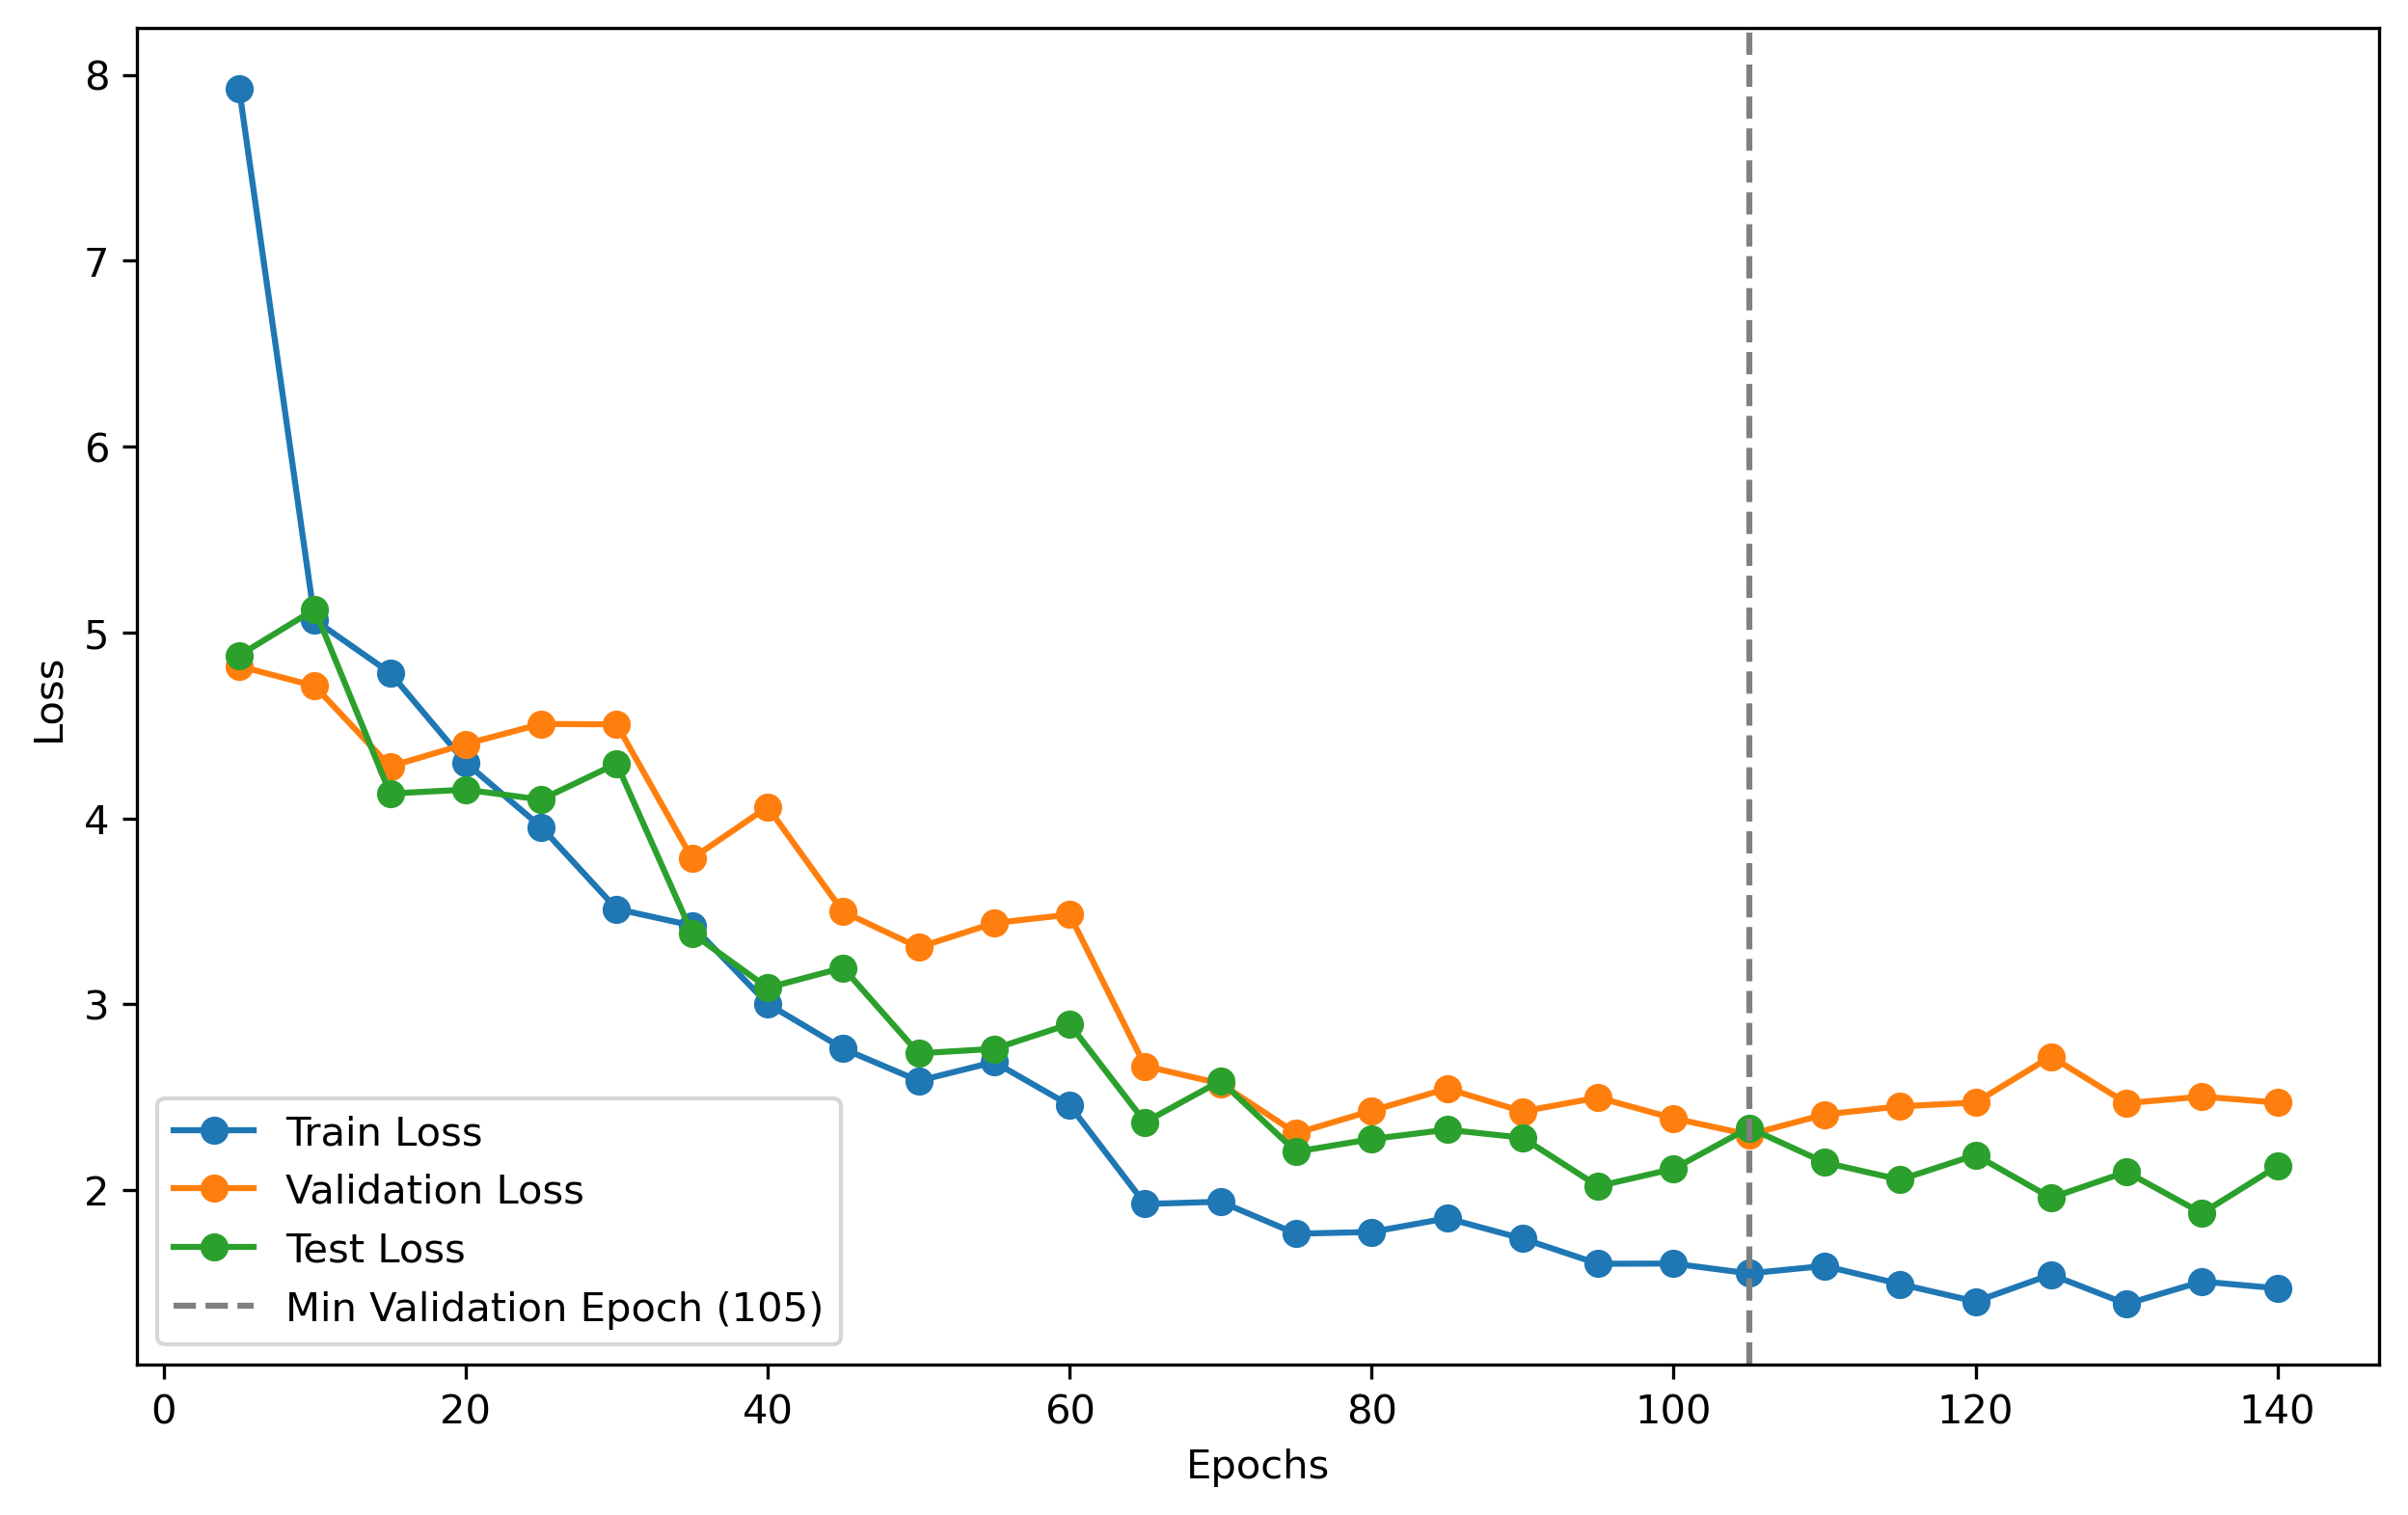 8
7
6
5
4
3
2
Loss
Train Loss
Validation Loss
Test Loss
Min Validation Epoch (105)
0 20 40 60 80 100 120 140
Epochs